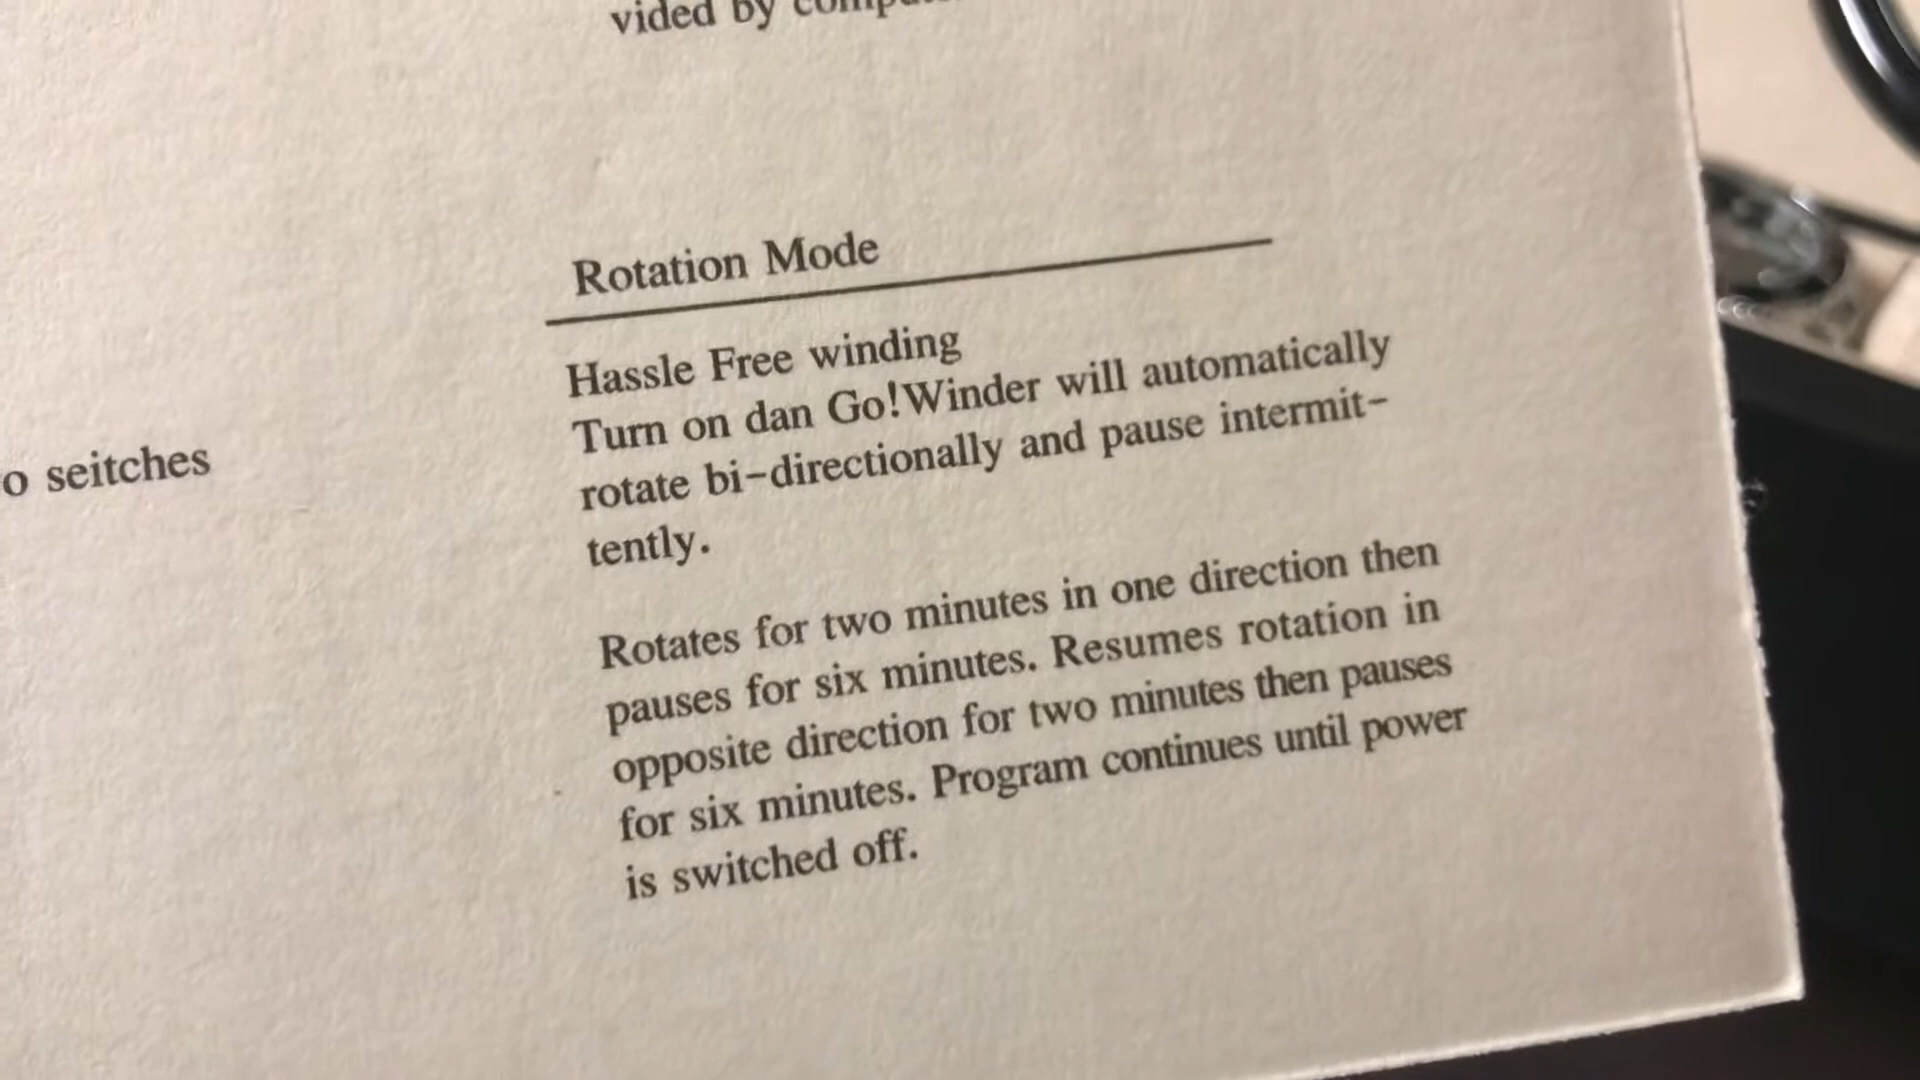 vided by
Rotation Mode
Hassle Free winding
Turn on dan Go!Winder will automatically
rotate bi-directionally and pause intermit-
tently.
o seitches
Rotates for two minutes in one direction then
pauses for six minutes. Resumes rotation in
opposite direction for two minutes then pauses
for six minutes. Program continues until power
is switched off.